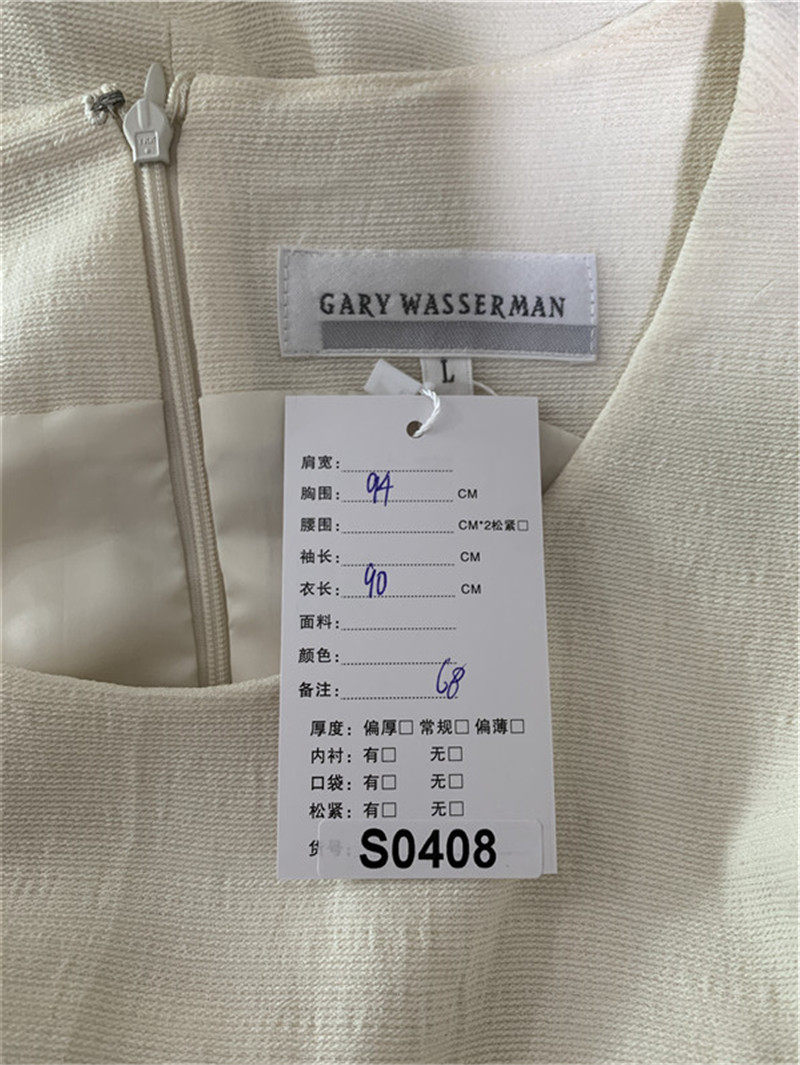 GARY WASSERMAN
L
肩宽:
胸围: 94 CM
腰围: CM*2松紧□
袖长: CM
衣长: 90 CM
面料:
颜色:
备注: 68
厚度: 偏厚□ 常规□ 偏薄□
内衬: 有□ 无□
口袋: 有□ 无□
松紧: 有□ 无□
货号: S0408